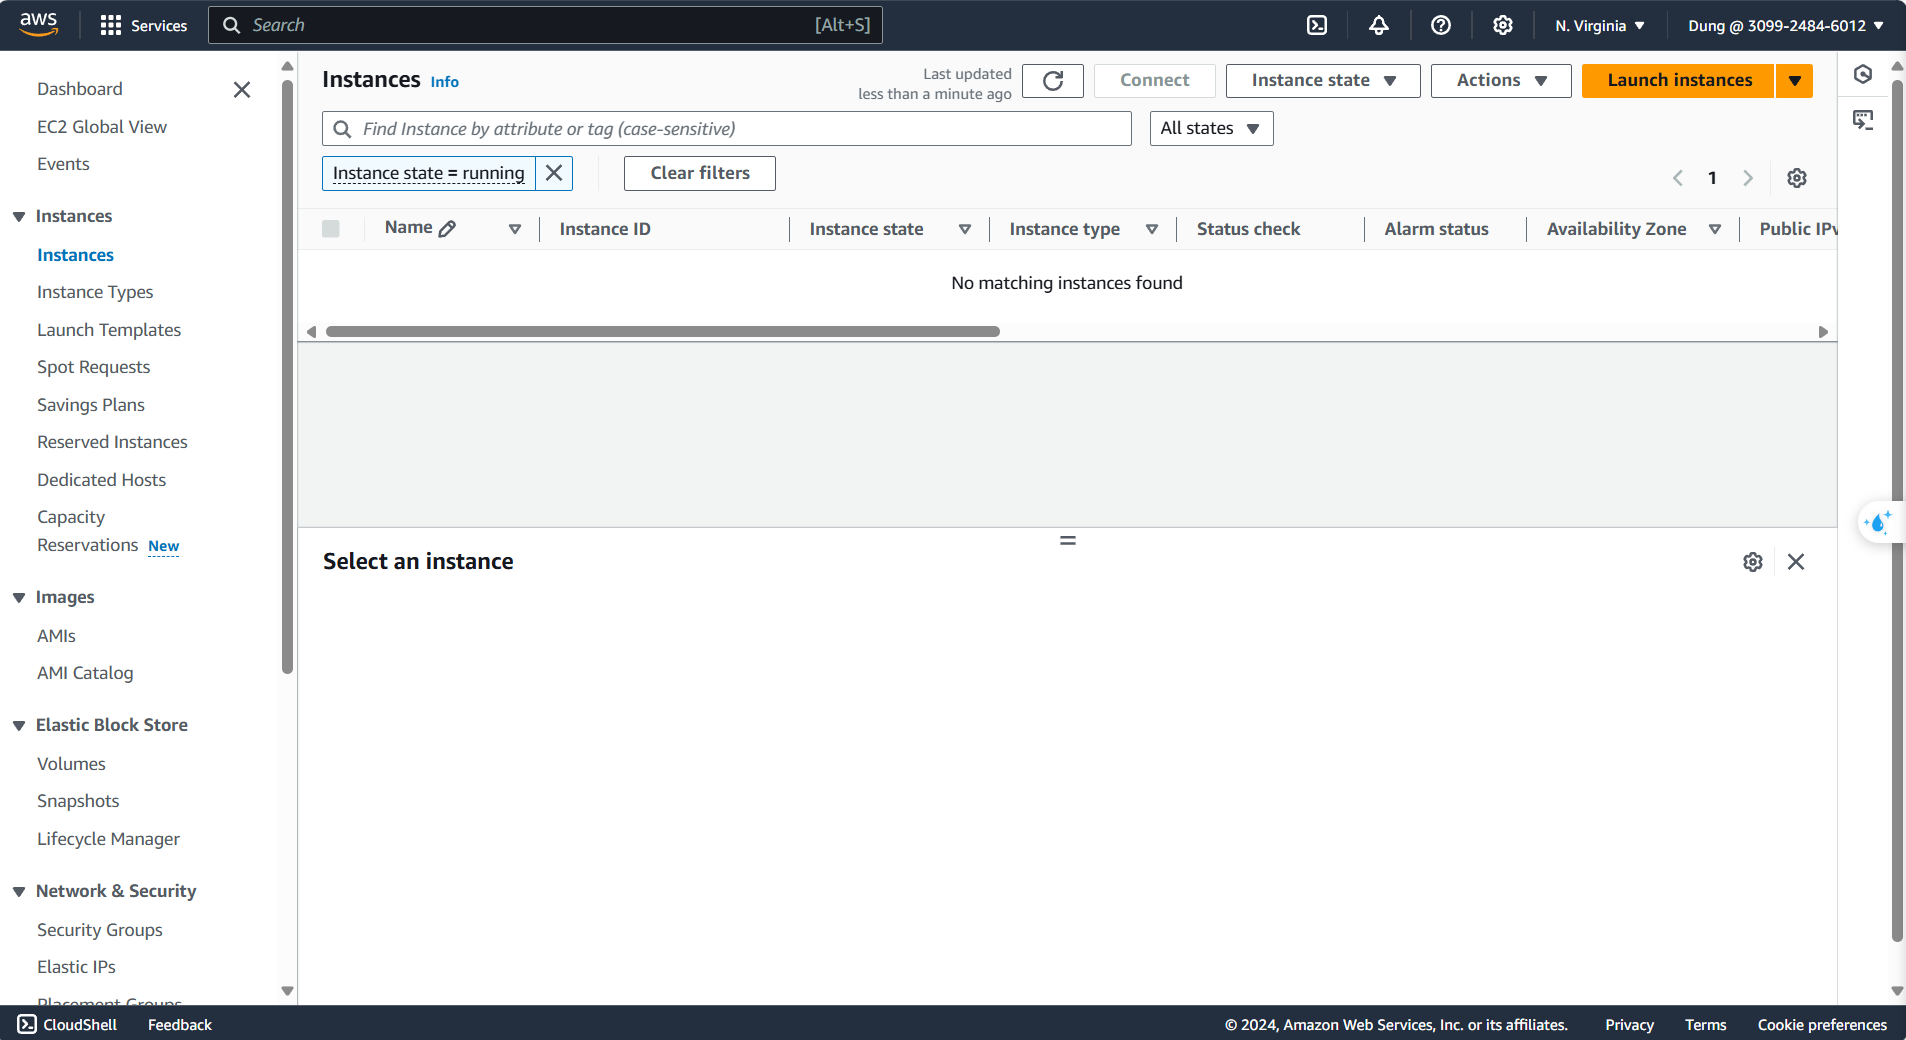 aws
Services
Search
[Alt+S]
N. Virginia
Dung @ 3099-2484-6012
Dashboard
EC2 Global View
Events
Instances
Instances
Instance Types
Launch Templates
Spot Requests
Savings Plans
Reserved Instances
Dedicated Hosts
Capacity
Reservations New
Images
AMIs
AMI Catalog
Elastic Block Store
Volumes
Snapshots
Lifecycle Manager
Network & Security
Security Groups
Elastic IPs
Placement Groups
Instances Info
Last updated
less than a minute ago
Connect
Instance state
Actions
Launch instances
Find Instance by attribute or tag (case-sensitive)
All states
Instance state = running
Clear filters
1
Name
Instance ID
Instance state
Instance type
Status check
Alarm status
Availability Zone
Public IPv
No matching instances found
Select an instance
CloudShell
Feedback
© 2024, Amazon Web Services, Inc. or its affiliates.
Privacy
Terms
Cookie preferences